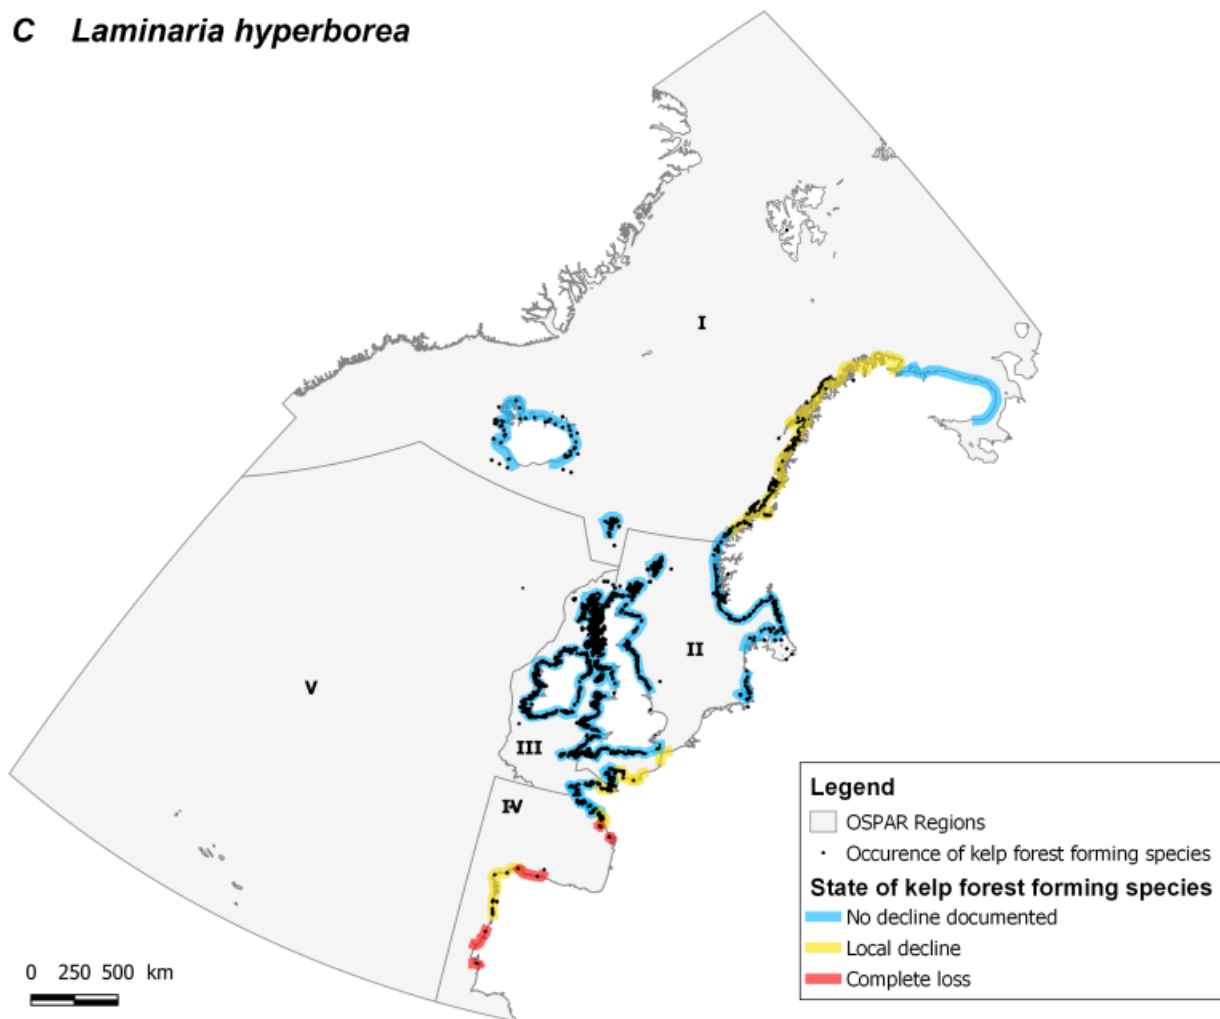 C Laminaria hyperborea
I
II
V
III
IV
Legend
OSPAR Regions
Occurence of kelp forest forming species
State of kelp forest forming species
No decline documented
Local decline
Complete loss
0 250 500 km